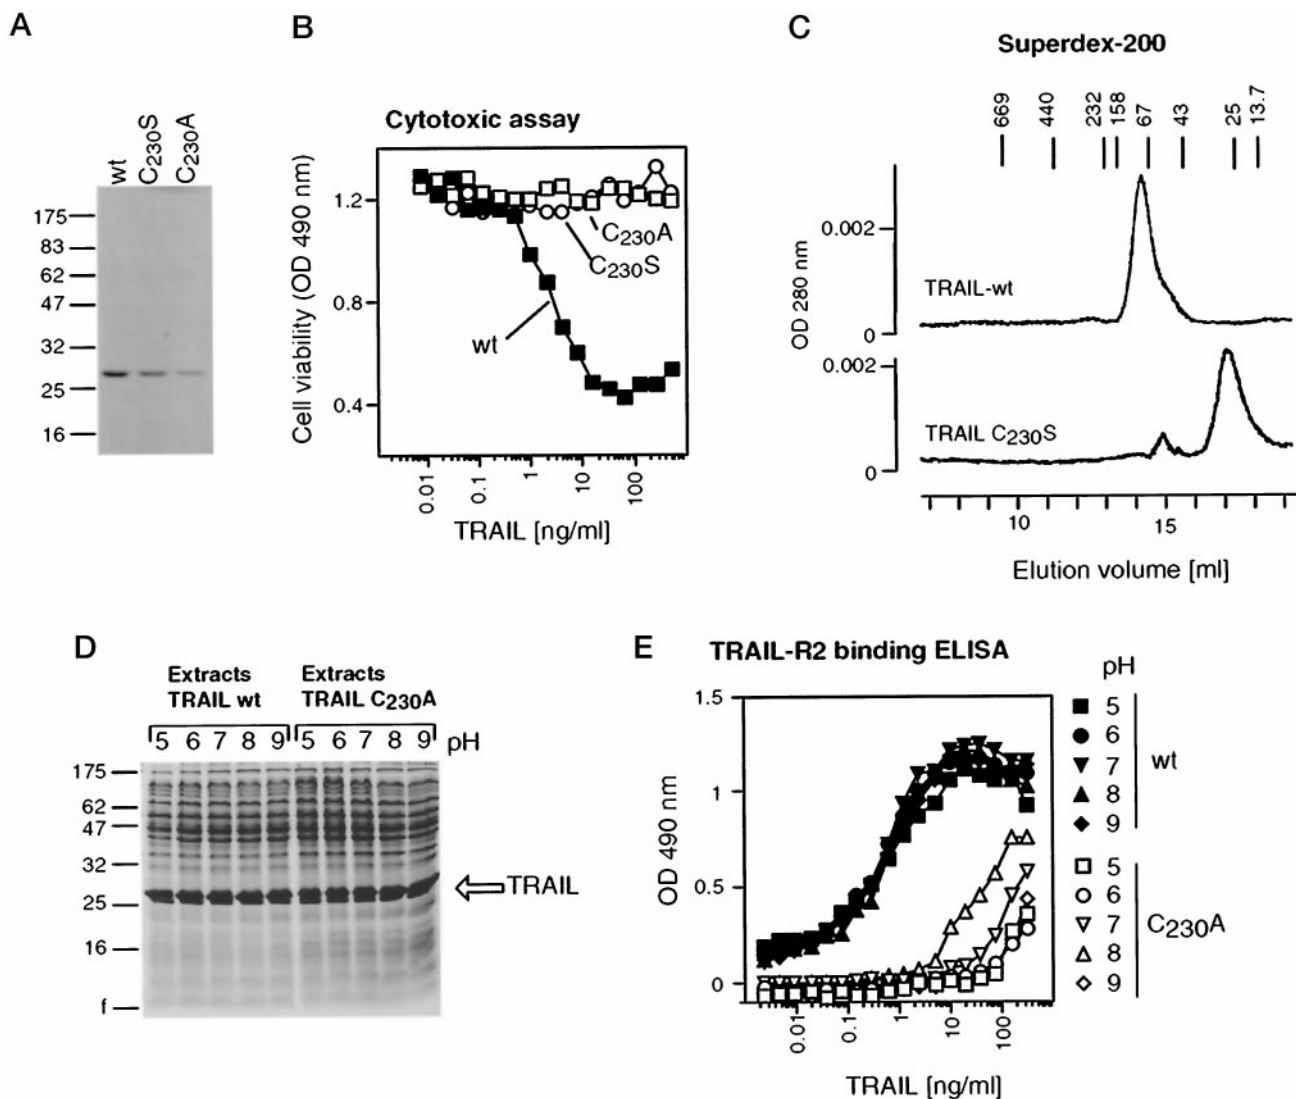 A
wt
C230S
C230A
175
83
62
47
32
25
16
B
Cytotoxic assay
Cell viability (OD 490 nm)
1.2
0.8
0.4
C230A
C230S
wt
0.01
0.1
1
10
100
TRAIL [ng/ml]
C
Superdex-200
669
440
232
158
67
43
25
13.7
OD 280 nm
0.002
TRAIL-wt
0
0.002
TRAIL C230S
0
10
15
Elution volume [ml]
D
Extracts
TRAIL wt
Extracts
TRAIL C230A
5 6 7 8 9 5 6 7 8 9 pH
175
62
47
32
25
16
f
TRAIL
E
TRAIL-R2 binding ELISA
OD 490 nm
1.5
1
0.5
0
0.01
0.1
1
10
100
TRAIL [ng/ml]
pH
5
6
7
8
9
wt
5
6
7
8
9
C230A